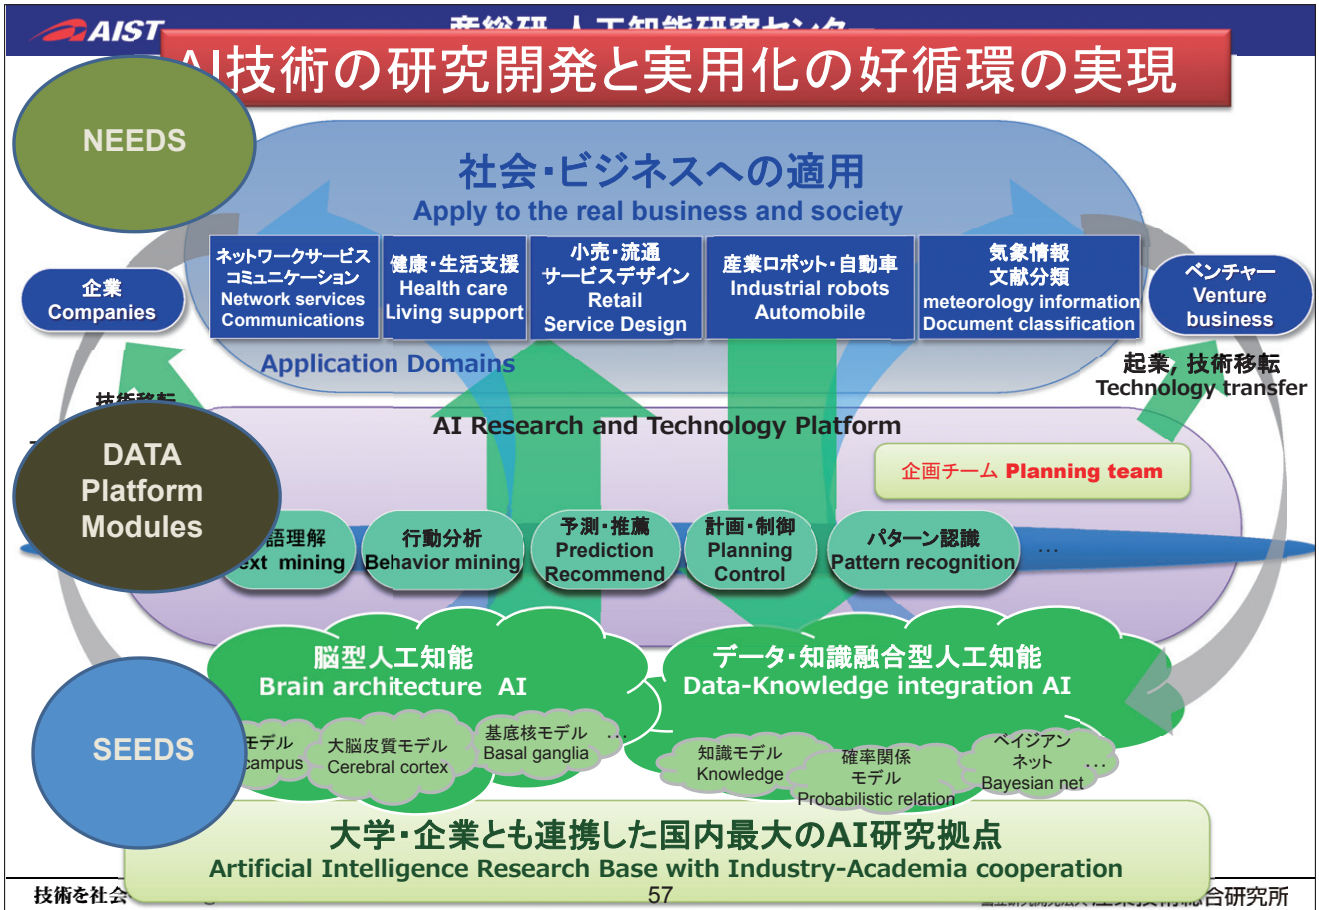 AIST
AI技術の研究開発と実用化の好循環の実現
NEEDS
社会・ビジネスへの適用
Apply to the real business and society
ネットワークサービス
コミュニケーション
Network services
Communications
健康・生活支援
Health care
Living support
小売・流通
サービスデザイン
Retail
Service Design
産業ロボット・自動車
Industrial robots
Automobile
気象情報
文献分類
meteorology information
Document classification
企業
Companies
ベンチャー
Venture
business
Application Domains
起業, 技術移転
Technology transfer
AI Research and Technology Platform
企画チーム Planning team
DATA
Platform
Modules
語理解
ext mining
行動分析
Behavior mining
予測・推薦
Prediction
Recommend
計画・制御
Planning
Control
パターン認識
Pattern recognition
…
脳型人工知能
Brain architecture AI
データ・知識融合型人工知能
Data-Knowledge integration AI
SEEDS
モデル
campus
大脳皮質モデル
Cerebral cortex
基底核モデル
Basal ganglia
…
知識モデル
Knowledge
確率関係
モデル
Probabilistic relation
ベイジアン
ネット
Bayesian net
…
大学・企業とも連携した国内最大のAI研究拠点
Artificial Intelligence Research Base with Industry-Academia cooperation
技術を社会
57
合研究所